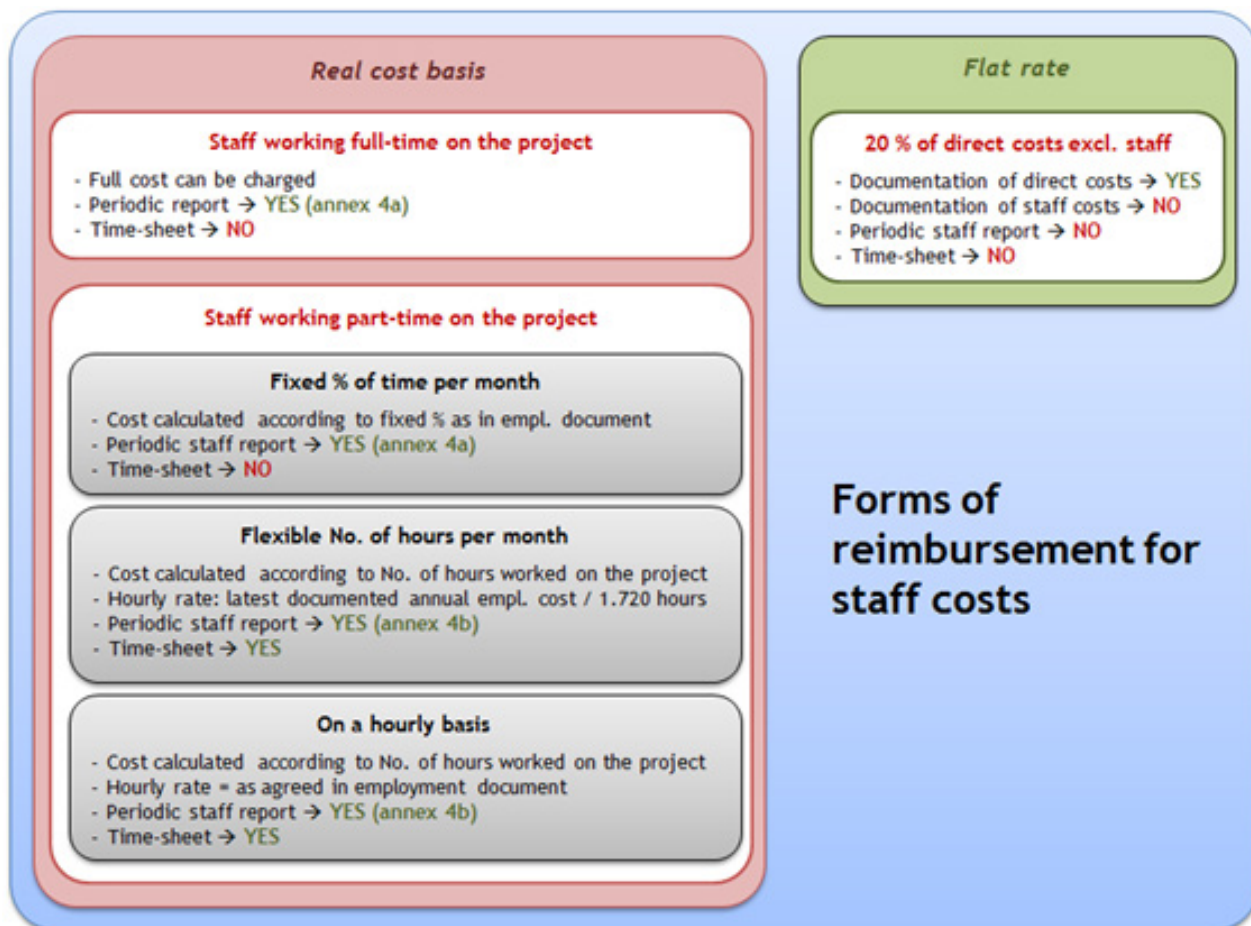 Real cost basis
Staff working full-time on the project
- Full cost can be charged
- Periodic report → YES (annex 4a)
- Time-sheet → NO
Staff working part-time on the project
Fixed % of time per month
- Cost calculated according to fixed % as in empl. document
- Periodic staff report → YES (annex 4a)
- Time-sheet → NO
Flexible No. of hours per month
- Cost calculated according to No. of hours worked on the project
- Hourly rate: latest documented annual empl. cost / 1.720 hours
- Periodic staff report → YES (annex 4b)
- Time-sheet → YES
On a hourly basis
- Cost calculated according to No. of hours worked on the project
- Hourly rate = as agreed in employment document
- Periodic staff report → YES (annex 4b)
- Time-sheet → YES
Flat rate
20 % of direct costs excl. staff
- Documentation of direct costs → YES
- Documentation of staff costs → NO
- Periodic staff report → NO
- Time-sheet → NO
Forms of
reimbursement for
staff costs